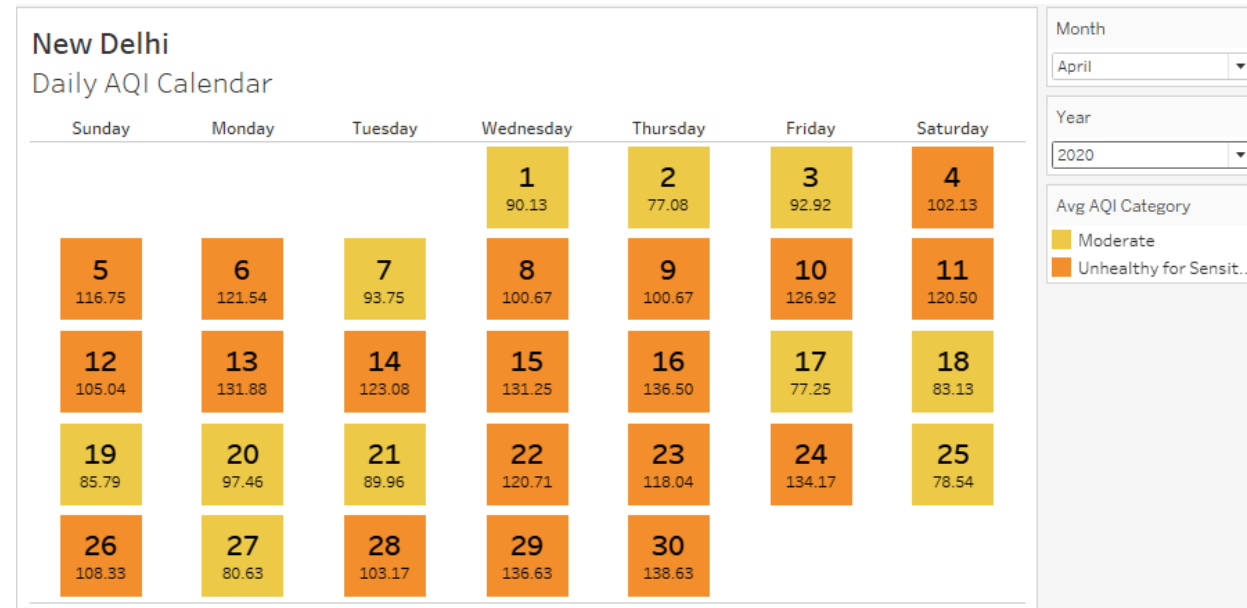 New Delhi
Daily AQI Calendar
Sunday Monday Tuesday Wednesday Thursday Friday Saturday
1 2 3 4
90.13 77.08 92.92 102.13
5 6 7 8 9 10 11
116.75 121.54 93.75 100.67 100.67 126.92 120.50
12 13 14 15 16 17 18
105.04 131.88 123.08 131.25 136.50 77.25 83.13
19 20 21 22 23 24 25
85.79 97.46 89.96 120.71 118.04 134.17 78.54
26 27 28 29 30
108.33 80.63 103.17 136.63 138.63
Month
April
Year
2020
Avg AQI Category
Moderate
Unhealthy for Sensit..